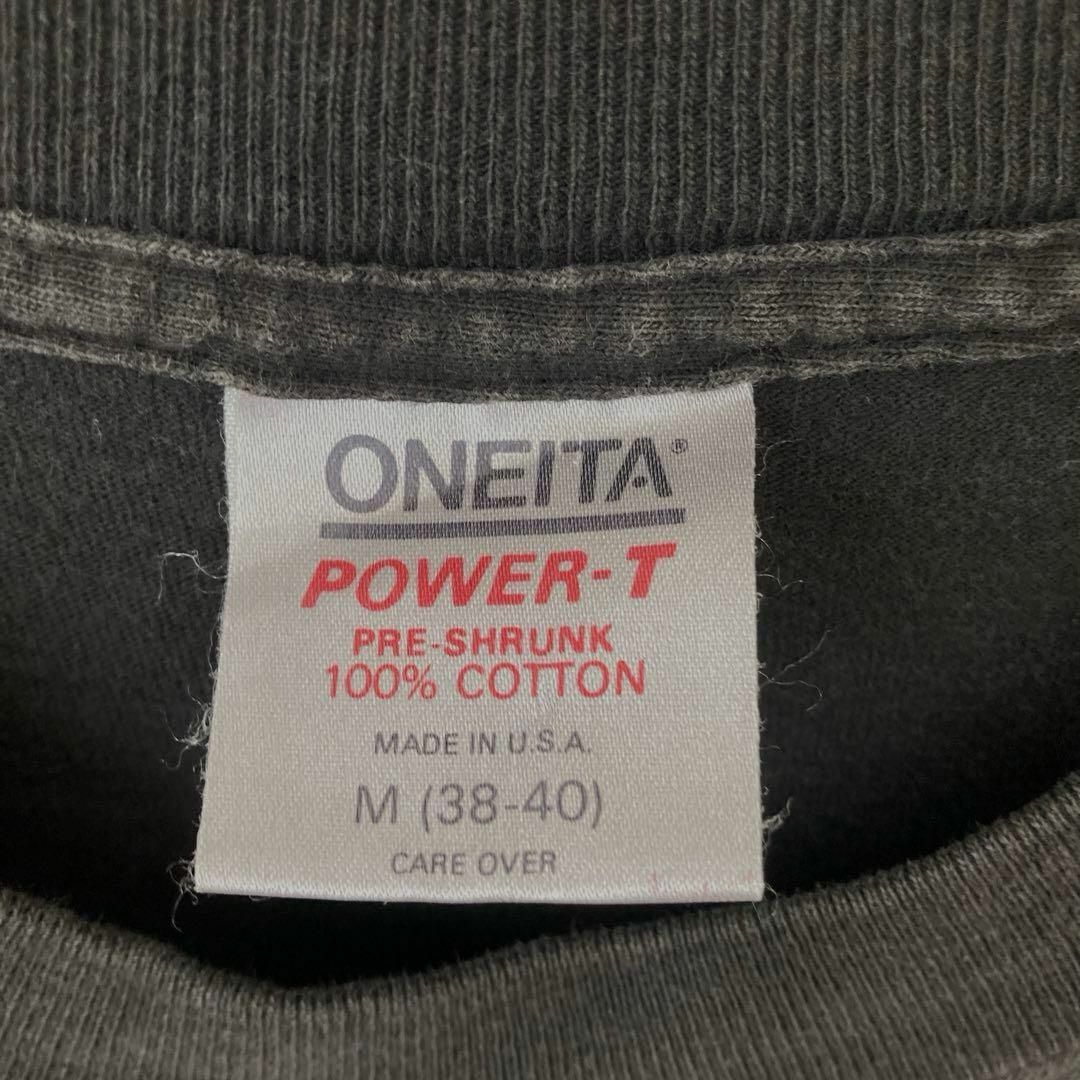 ONEITA®
POWER-T
PRE-SHRUNK
100% COTTON
MADE IN U.S.A.
M (38-40)
CARE OVER